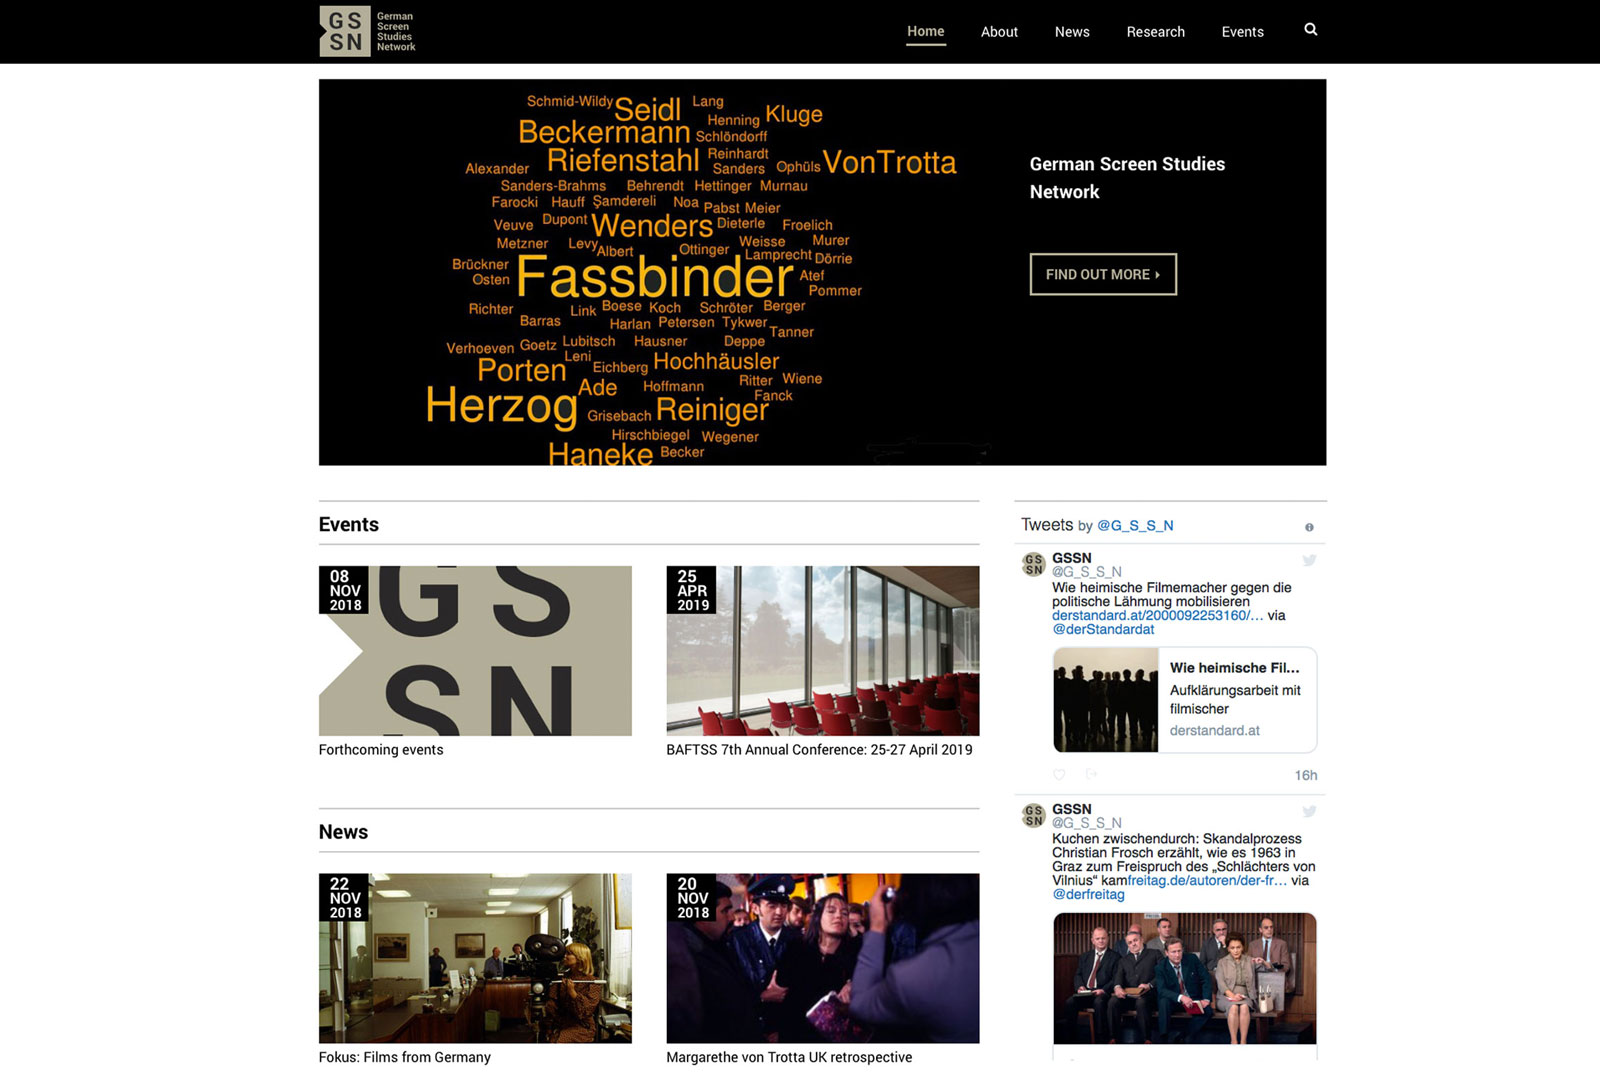 GS
SN
German
Screen
Studies
Network
Home About News Research Events
Schmid-Wildy Seidl Lang
Henning Kluge
Beckermann Schlöndorff
Riefenstahl Reinhardt
Alexander Sanders Ophüls VonTrotta
Sanders-Brahms Behrendt Hettinger Murnau
Farocki Hauff Şamdereli Noa Pabst Meier
Veuve Dupont Wenders Dieterle Froelich
Metzner Levy Albert Ottinger Weisse Murer
Lamprecht Dörrie
Brückner Osten Fassbinder Atef
Pommer
Richter Link Boese Koch Schröter Berger
Barras Harlan Petersen Tykwer Tanner
Verhoeven Goetz Lubitsch Hausner Deppe
Leni Eichberg Hochhäusler
Porten Ade Hoffmann Ritter Wiene
Fanck
Herzog Grisebach Reiniger
Hirschbiegel Wegener
Haneke Becker
German Screen Studies
Network
FIND OUT MORE
Events
08
NOV
2018
GS
SN
Forthcoming events
25
APR
2019
BAFTSS 7th Annual Conference: 25-27 April 2019
News
22
NOV
2018
Fokus: Films from Germany
20
NOV
2018
Margarethe von Trotta UK retrospective
Tweets by @G_S_S_N
GS
SN
GSSN
@G_S_S_N
Wie heimische Filmemacher gegen die
politische Lähmung mobilisieren
derstandard.at/2000092253160/… via
@derStandardat
Wie heimische Fil...
Aufklärungsarbeit mit
filmischer
derstandard.at
16h
GS
SN
GSSN
@G_S_S_N
Kuchen zwischendurch: Skandalprozess
Christian Frosch erzählt, wie es 1963 in
Graz zum Freispruch des „Schlächters von
Vilnius“ kamfreitag.de/autoren/der-fr… via
@derfreitag